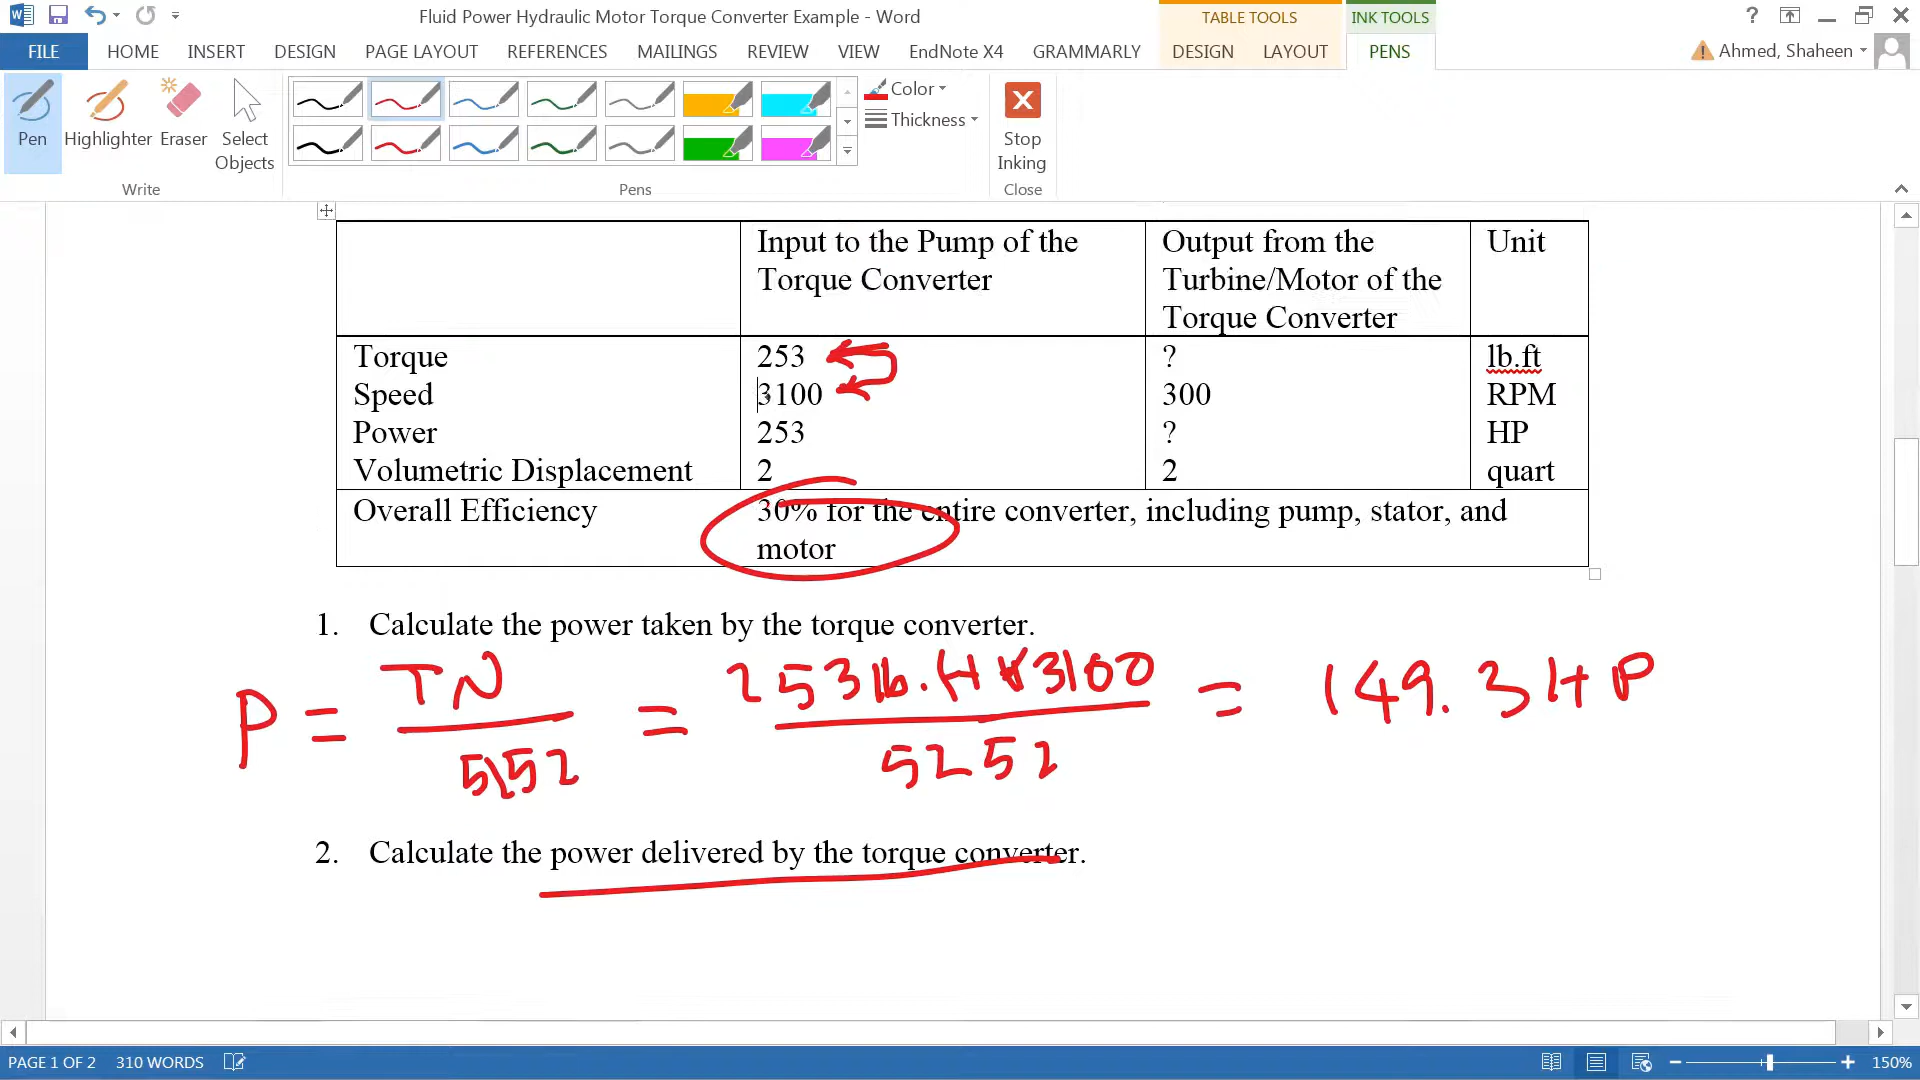 Fluid Power Hydraulic Motor Torque Converter Example - Word
TABLE TOOLS
INK TOOLS
FILE HOME INSERT DESIGN PAGE LAYOUT REFERENCES MAILINGS REVIEW VIEW EndNote X4 GRAMMARLY DESIGN LAYOUT PENS
Ahmed, Shaheen
Pen
Highlighter
Eraser
Select Objects
Write
Pens
Color
Thickness
Stop Inking
Close
Input to the Pump of the Torque Converter
Output from the Turbine/Motor of the Torque Converter
Unit
Torque 253 ? lb.ft
Speed 3100 300 RPM
Power 253 ? HP
Volumetric Displacement 2 2 quart
Overall Efficiency 30% for the entire converter, including pump, stator, and
motor
1. Calculate the power taken by the torque converter.
P = TN / 5252 = 253 lb.ft * 3100 / 5252 = 149.3 HP
2. Calculate the power delivered by the torque converter.
PAGE 1 OF 2 310 WORDS 150%